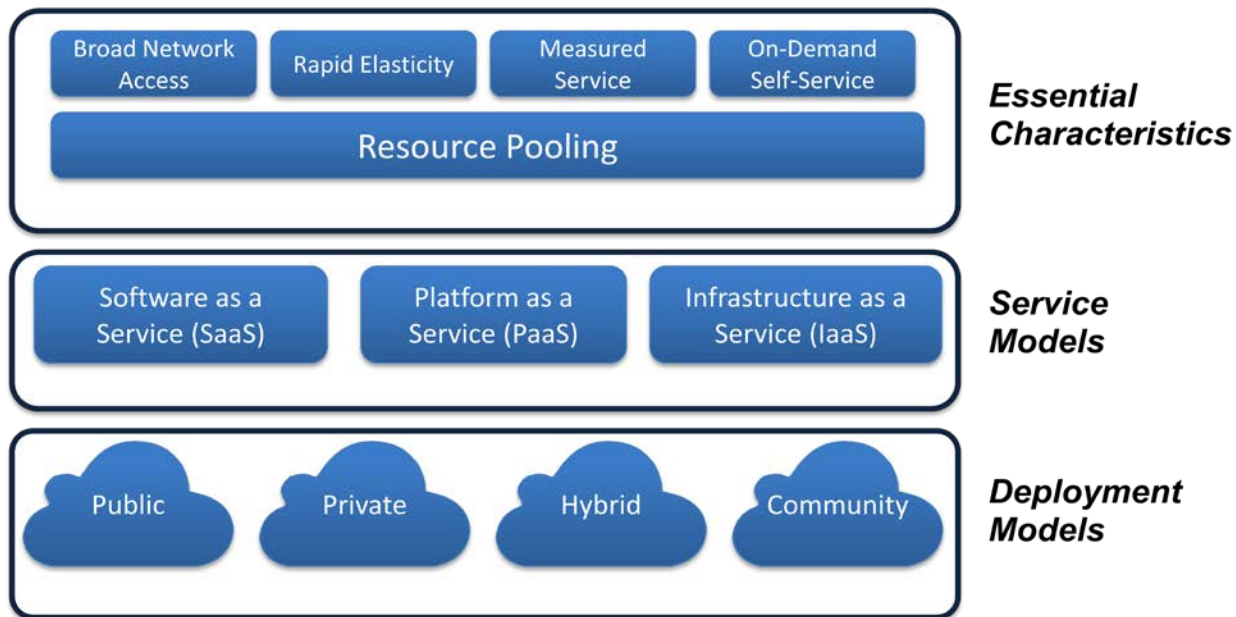 Broad Network
Access
Rapid Elasticity
Measured
Service
On-Demand
Self-Service
Resource Pooling
Essential
Characteristics
Software as a
Service (SaaS)
Platform as a
Service (PaaS)
Infrastructure as a
Service (IaaS)
Service
Models
Public
Private
Hybrid
Community
Deployment
Models